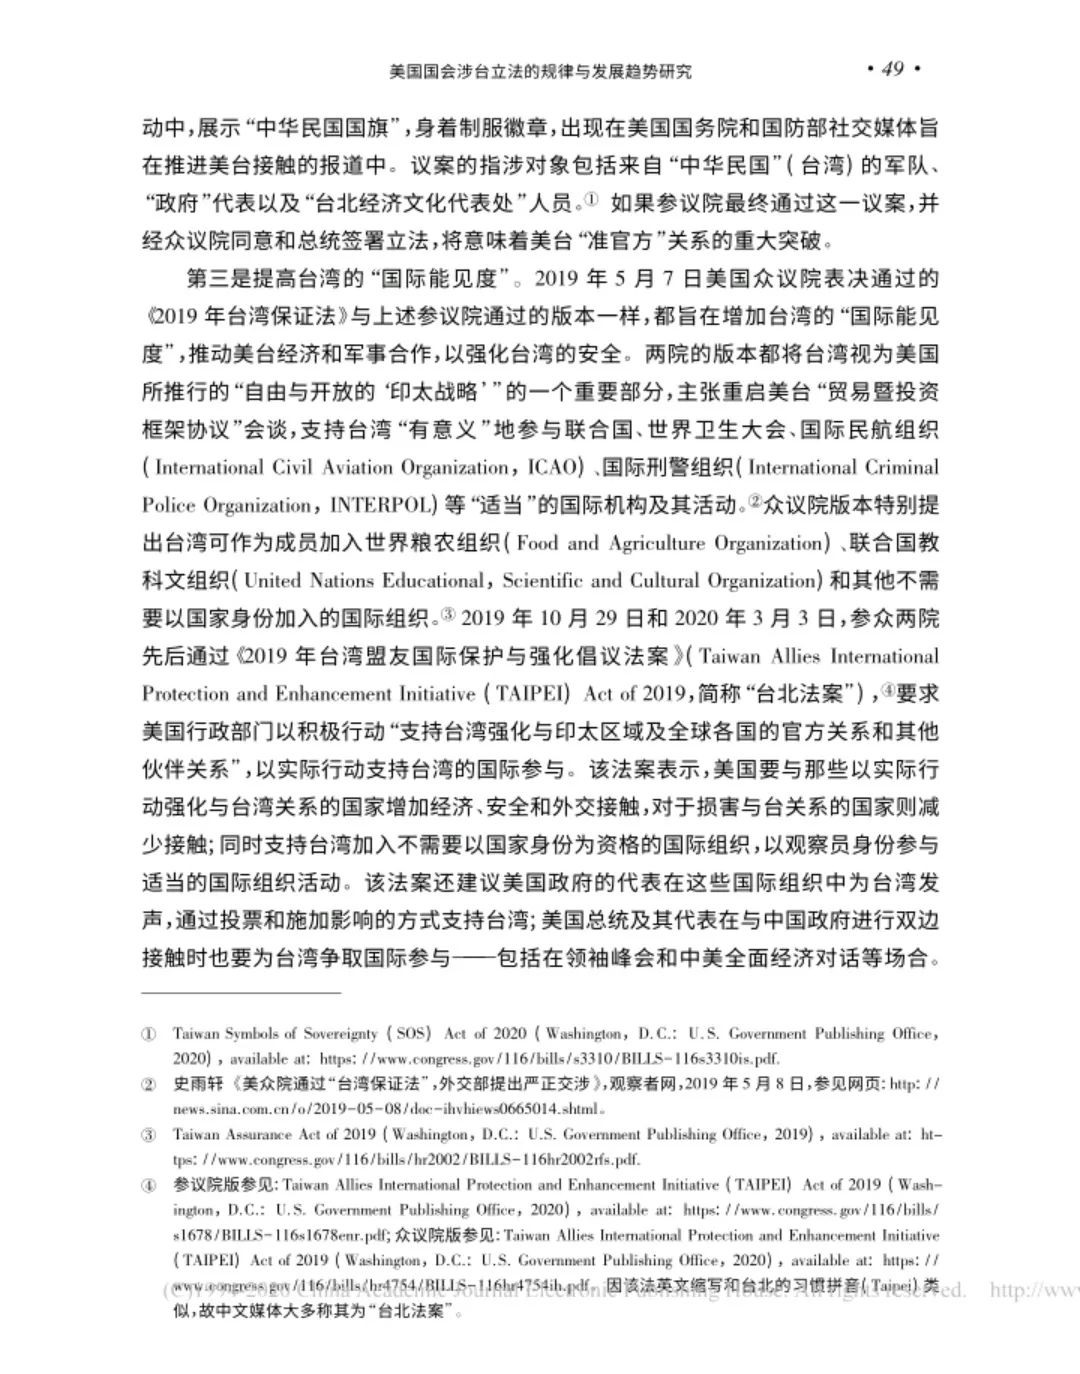 美国国会涉台立法的规律与发展趋势研究 · 49 ·
动中,展示“中华民国国旗”,身着制服徽章,出现在美国国务院和国防部社交媒体旨
在推进美台接触的报道中。议案的指涉对象包括来自“中华民国”(台湾)的军队、
“政府”代表以及“台北经济文化代表处”人员。① 如果参议院最终通过这一议案,并
经众议院同意和总统签署立法,将意味着美台“准官方”关系的重大突破。
第三是提高台湾的“国际能见度”。2019 年 5 月 7 日美国众议院表决通过的
《2019 年台湾保证法》与上述参议院通过的版本一样,都旨在增加台湾的“国际能见
度”,推动美台经济和军事合作,以强化台湾的安全。两院的版本都将台湾视为美国
所推行的“自由与开放的‘印太战略’”的一个重要部分,主张重启美台“贸易暨投资
框架协议”会谈,支持台湾“有意义”地参与联合国、世界卫生大会、国际民航组织
(International Civil Aviation Organization, ICAO)、国际刑警组织(International Criminal
Police Organization, INTERPOL)等“适当”的国际机构及其活动。②众议院版本特别提
出台湾可作为成员加入世界粮农组织(Food and Agriculture Organization)、联合国教
科文组织(United Nations Educational, Scientific and Cultural Organization)和其他不需
要以国家身份加入的国际组织。③ 2019 年 10 月 29 日和 2020 年 3 月 3 日,参众两院
先后通过《2019 年台湾盟友国际保护与强化倡议法案》(Taiwan Allies International
Protection and Enhancement Initiative (TAIPEI) Act of 2019,简称“台北法案”),④要求
美国行政部门以积极行动“支持台湾强化与印太区域及全球各国的官方关系和其他
伙伴关系”,以实际行动支持台湾的国际参与。该法案表示,美国要与那些以实际行
动强化与台湾关系的国家增加经济、安全和外交接触,对于损害与台关系的国家则减
少接触;同时支持台湾加入不需要以国家身份为资格的国际组织,以观察员身份参与
适当的国际组织活动。该法案还建议美国政府的代表在这些国际组织中为台湾发
声,通过投票和施加影响的方式支持台湾;美国总统及其代表在与中国政府进行双边
接触时也要为台湾争取国际参与——包括在领袖峰会和中美全面经济对话等场合。
① Taiwan Symbols of Sovereignty (SOS) Act of 2020 (Washington, D.C.: U.S. Government Publishing Office,
2020), available at: https://www.congress.gov/116/bills/s3310/BILLS-116s3310is.pdf.
② 史雨轩《美众院通过“台湾保证法”,外交部提出严正交涉》,观察者网,2019 年 5 月 8 日,参见网页:http://
news.sina.com.cn/o/2019-05-08/doc-ihvhiews0665014.shtml。
③ Taiwan Assurance Act of 2019 (Washington, D.C.: U.S. Government Publishing Office, 2019), available at: ht-
tps://www.congress.gov/116/bills/hr2002/BILLS-116hr2002rfs.pdf.
④ 参议院版参见:Taiwan Allies International Protection and Enhancement Initiative (TAIPEI) Act of 2019 (Wash-
ington, D.C.: U.S. Government Publishing Office, 2020), available at: https://www.congress.gov/116/bills/
s1678/BILLS-116s1678enr.pdf;众议院版参见:Taiwan Allies International Protection and Enhancement Initiative
(TAIPEI) Act of 2019 (Washington, D.C.: U.S. Government Publishing Office, 2020), available at: https://
www.congress.gov/116/bills/hr4754/BILLS-116hr4754ih.pdf。因该法英文缩写和台北的习惯拼音(Taipei)类
(C)1994-2020 China Academic Journal Electronic Publishing House. All rights reserved. http://www
似,故中文媒体大多称其为“台北法案”。